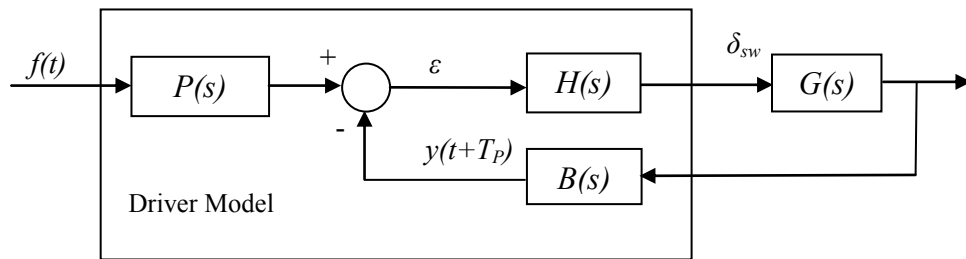 f(t)
P(s)
+
-
ε
H(s)
δsw
G(s)
y(t+TP)
B(s)
Driver Model